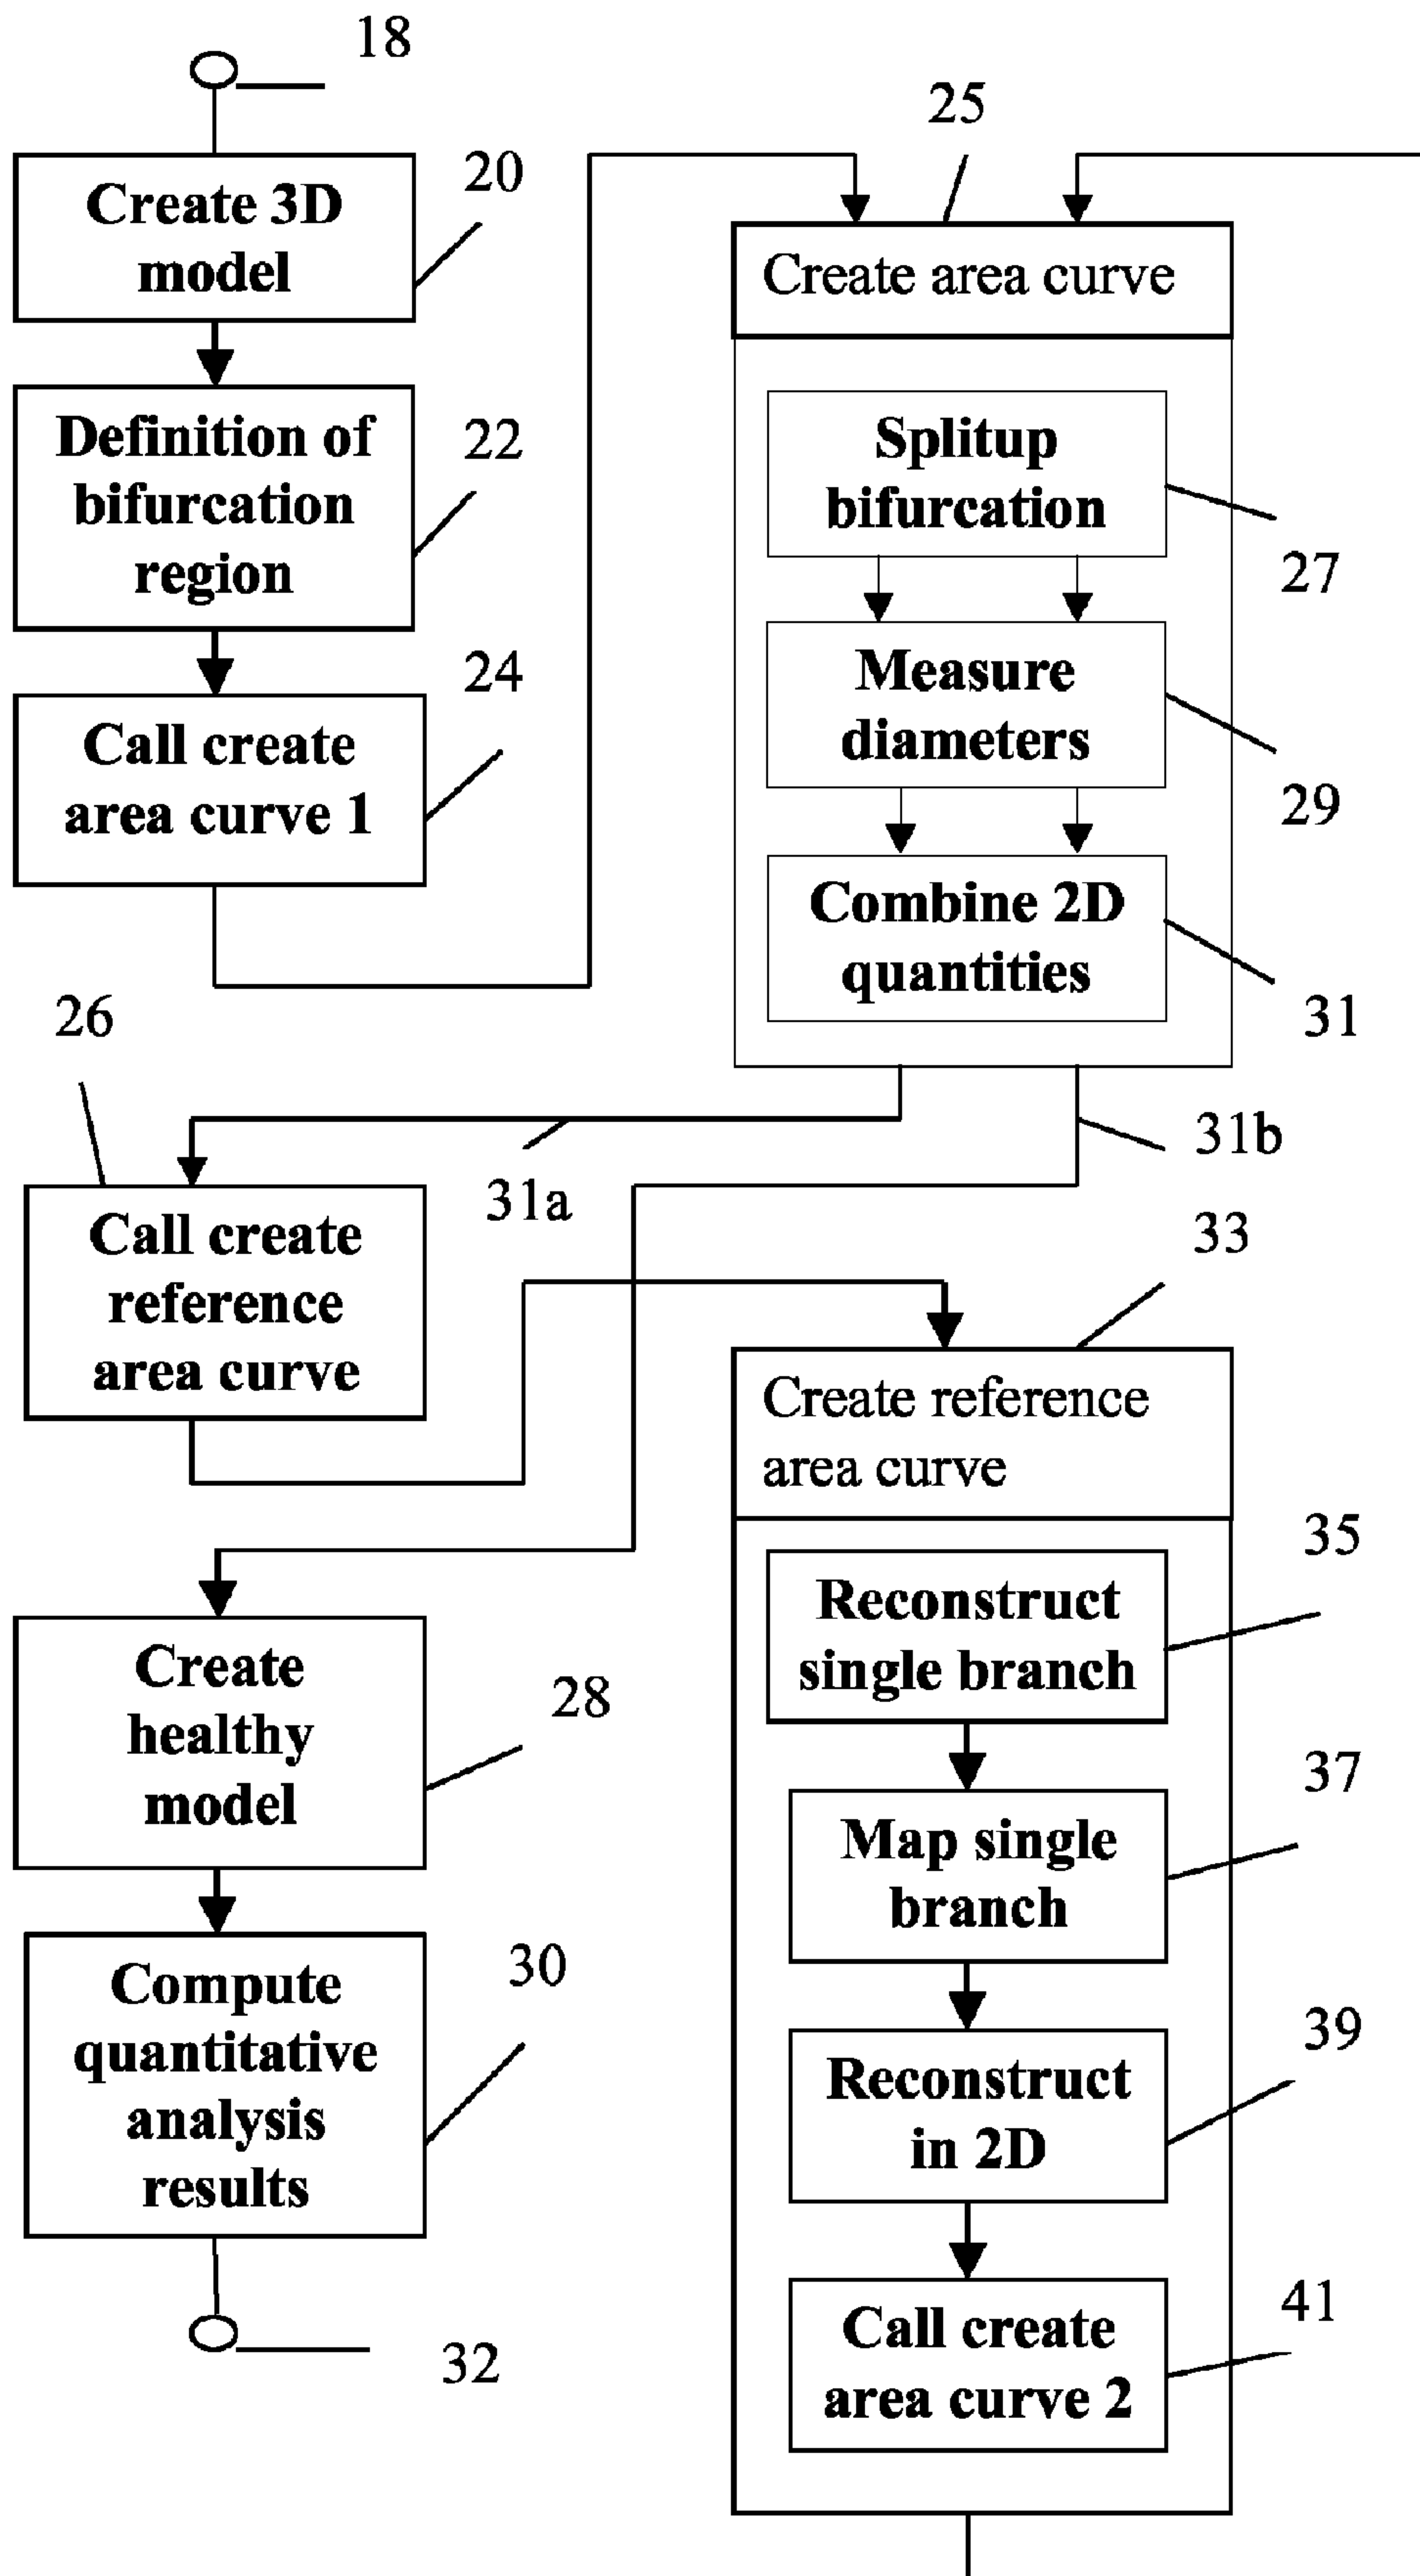 18
Create 3D
model
20
Definition of
bifurcation
region
22
Call create
area curve 1
24
25
Create area curve
Splitup
bifurcation
27
Measure
diameters
29
Combine 2D
quantities
31
31a
31b
26
Call create
reference
area curve
33
Create reference
area curve
Reconstruct
single branch
35
Map single
branch
37
Reconstruct
in 2D
39
Call create
area curve 2
41
Create
healthy
model
28
Compute
quantitative
analysis
results
30
32